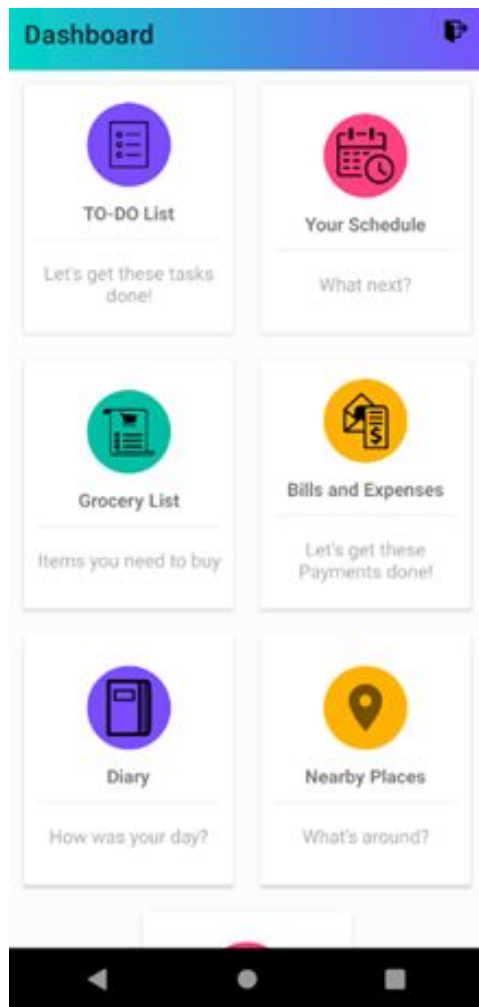 Dashboard
TO-DO List
Let's get these tasks
done!
Your Schedule
What next?
Grocery List
Items you need to buy
Bills and Expenses
Let's get these
Payments done!
Diary
How was your day?
Nearby Places
What's around?